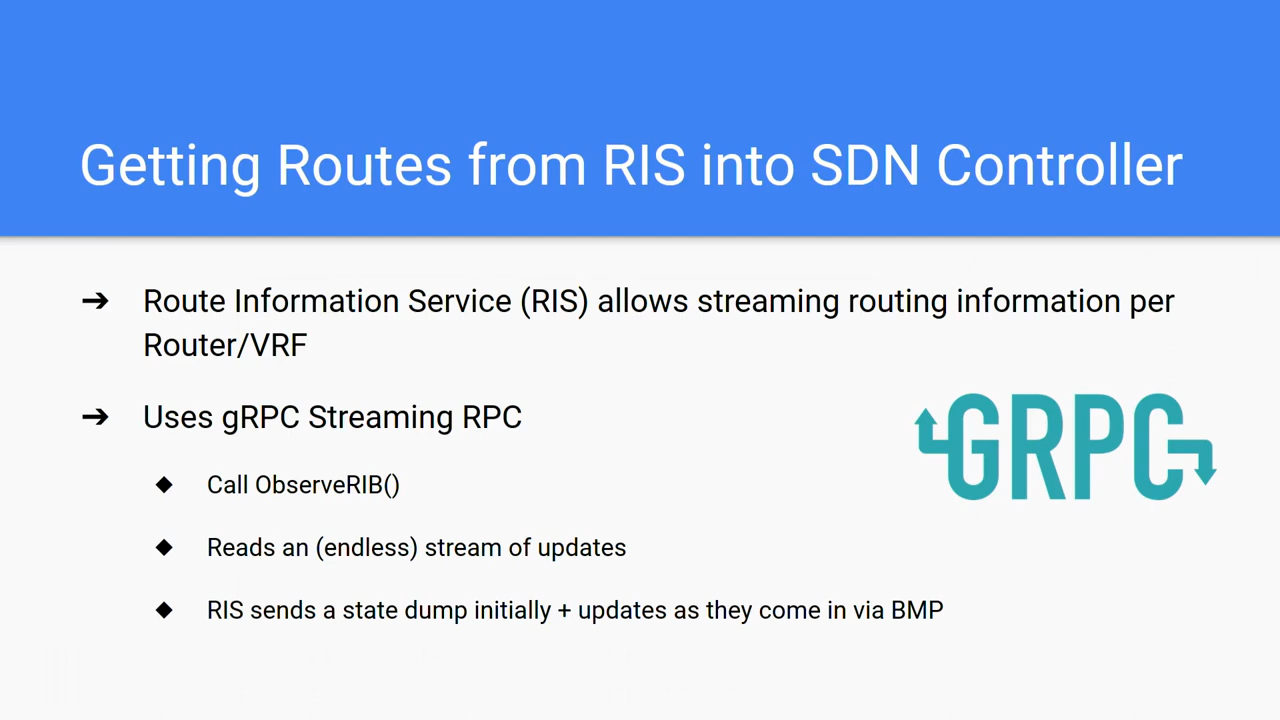 Getting Routes from RIS into SDN Controller
➔ Route Information Service (RIS) allows streaming routing information per
Router/VRF
➔ Uses gRPC Streaming RPC
GRPC
◆ Call ObserveRIB()
◆ Reads an (endless) stream of updates
◆ RIS sends a state dump initially + updates as they come in via BMP